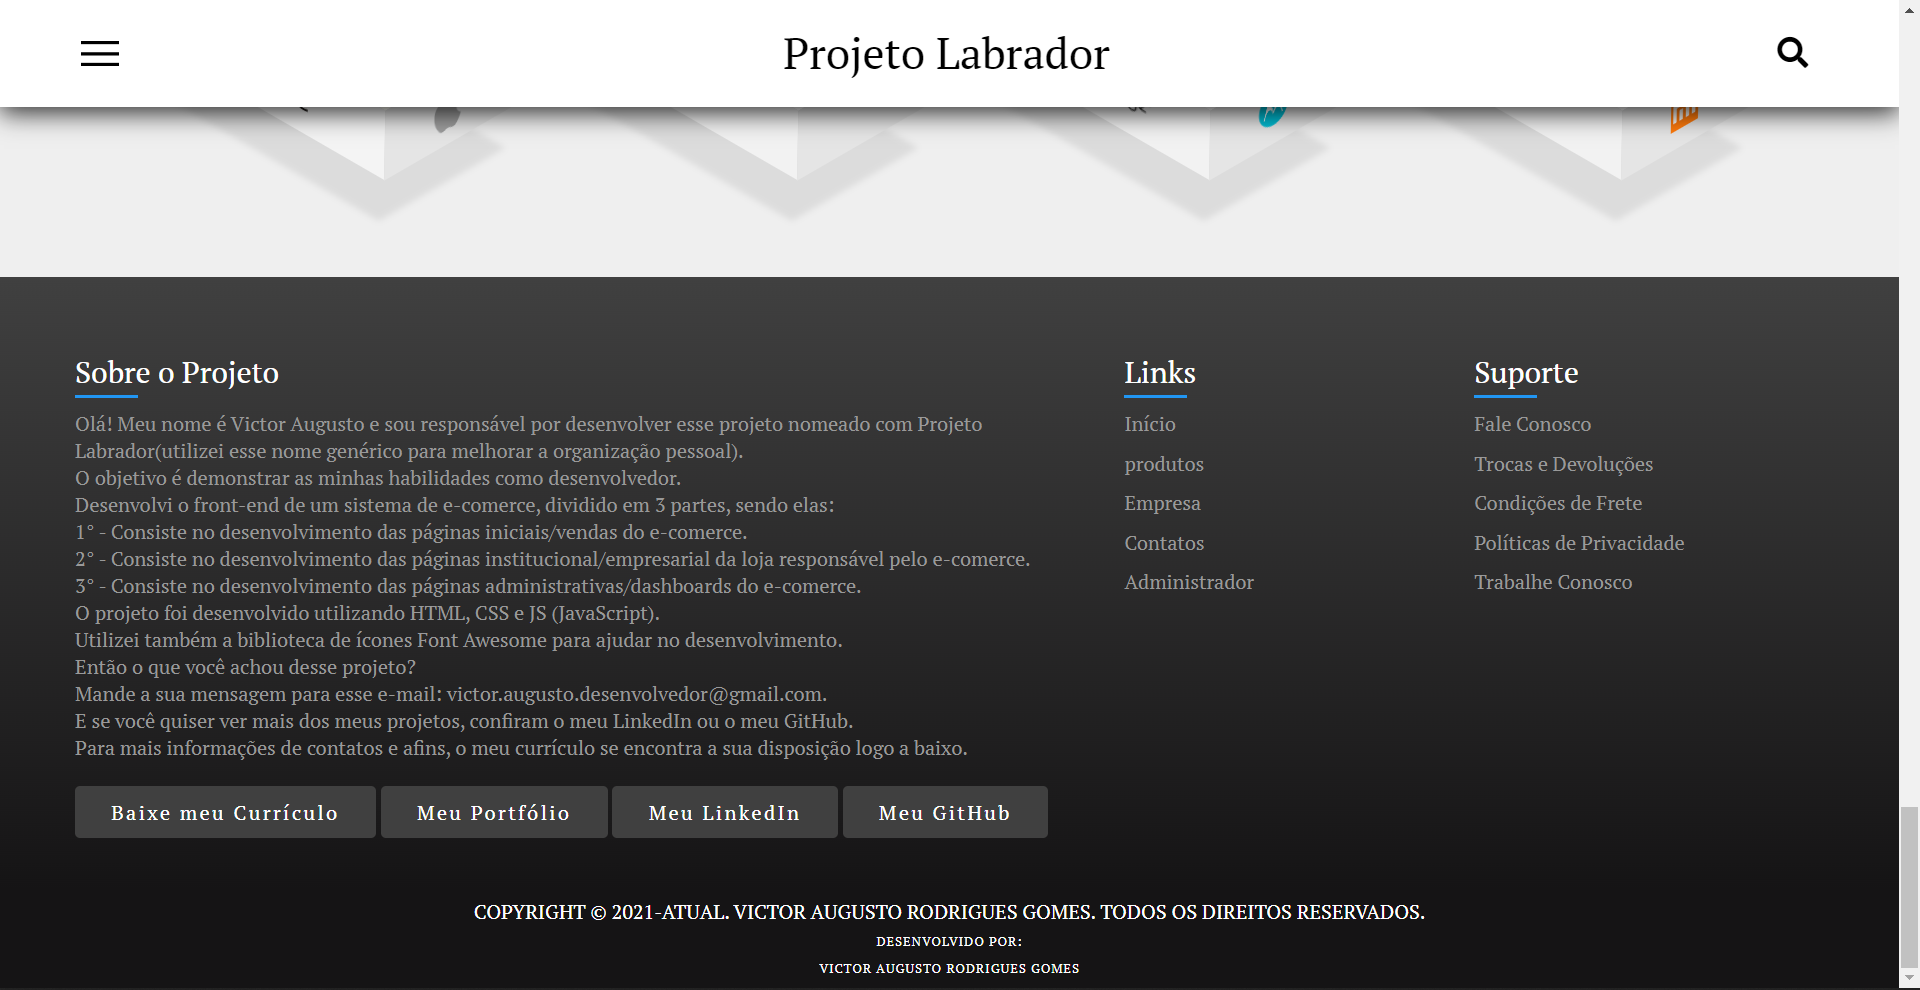 Projeto Labrador
Sobre o Projeto
Olá! Meu nome é Victor Augusto e sou responsável por desenvolver esse projeto nomeado com Projeto
Labrador(utilizei esse nome genérico para melhorar a organização pessoal).
O objetivo é demonstrar as minhas habilidades como desenvolvedor.
Desenvolvi o front-end de um sistema de e-comerce, dividido em 3 partes, sendo elas:
1° - Consiste no desenvolvimento das páginas iniciais/vendas do e-comerce.
2° - Consiste no desenvolvimento das páginas institucional/empresarial da loja responsável pelo e-comerce.
3° - Consiste no desenvolvimento das páginas administrativas/dashboards do e-comerce.
O projeto foi desenvolvido utilizando HTML, CSS e JS (JavaScript).
Utilizei também a biblioteca de ícones Font Awesome para ajudar no desenvolvimento.
Então o que você achou desse projeto?
Mande a sua mensagem para esse e-mail: victor.augusto.desenvolvedor@gmail.com.
E se você quiser ver mais dos meus projetos, confiram o meu LinkedIn ou o meu GitHub.
Para mais informações de contatos e afins, o meu currículo se encontra a sua disposição logo a baixo.
Baixe meu Currículo
Meu Portfólio
Meu LinkedIn
Meu GitHub
Links
Início
produtos
Empresa
Contatos
Administrador
Suporte
Fale Conosco
Trocas e Devoluções
Condições de Frete
Políticas de Privacidade
Trabalhe Conosco
COPYRIGHT © 2021-ATUAL. VICTOR AUGUSTO RODRIGUES GOMES. TODOS OS DIREITOS RESERVADOS.
DESENVOLVIDO POR:
VICTOR AUGUSTO RODRIGUES GOMES